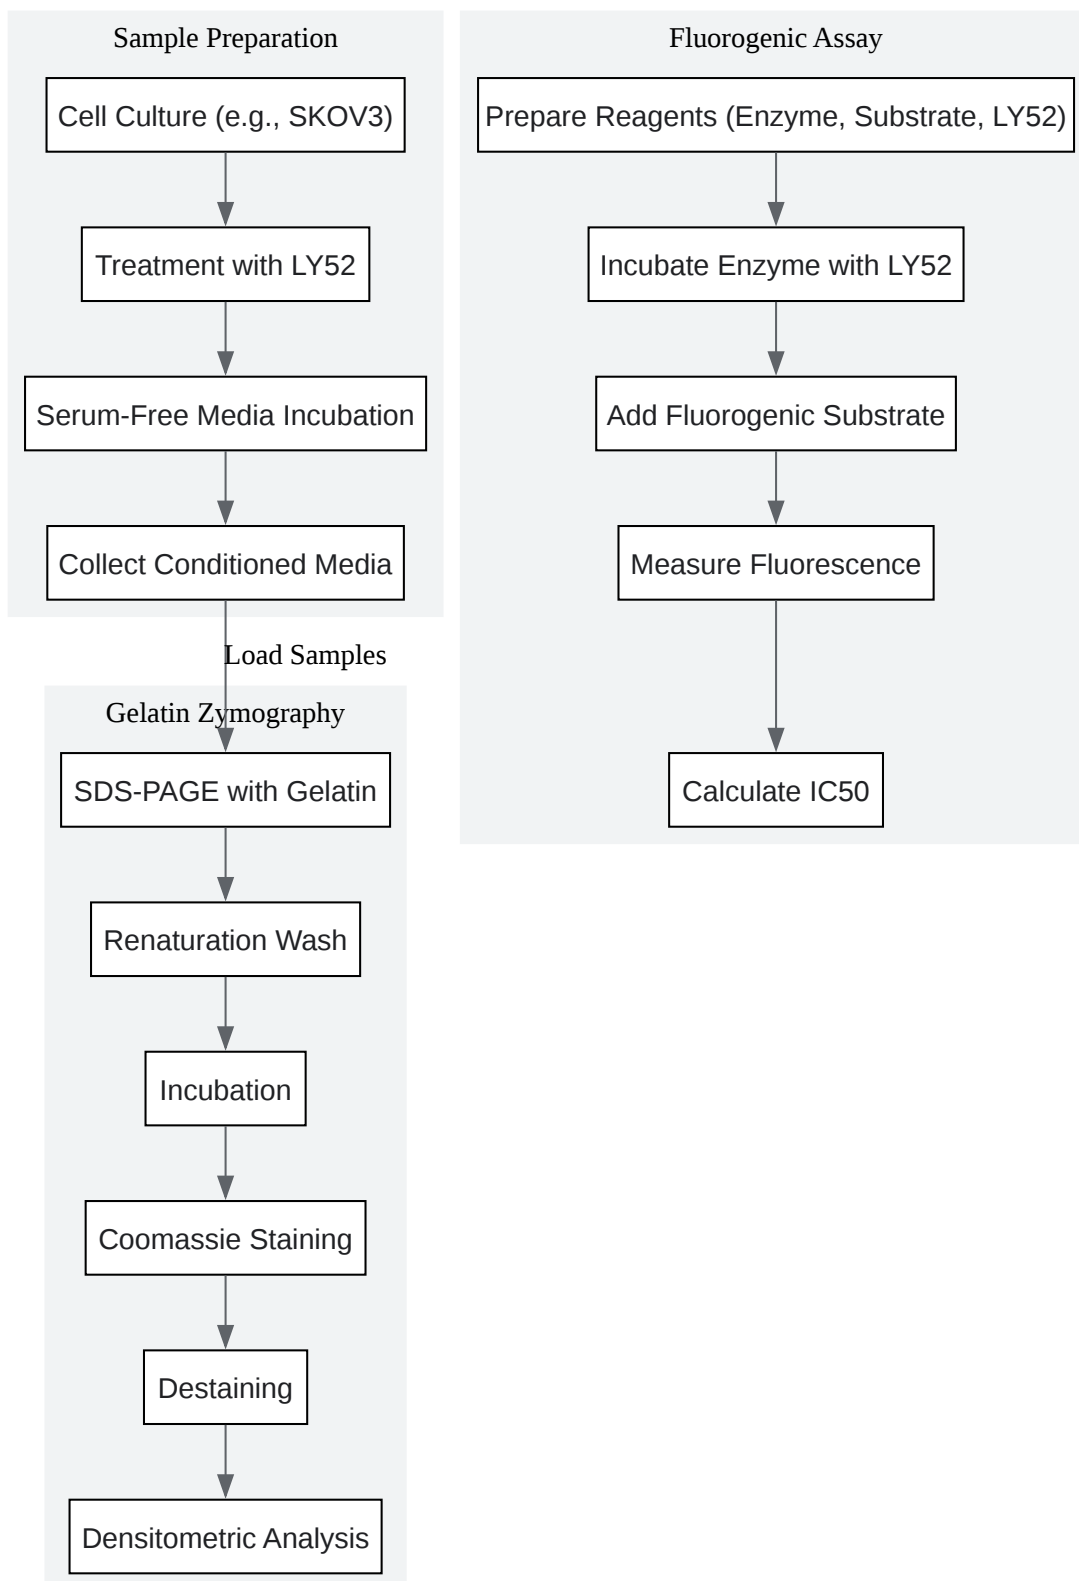 Sample Preparation
Cell Culture (e.g., SKOV3)
Treatment with LY52
Serum-Free Media Incubation
Collect Conditioned Media
Load Samples
Gelatin Zymography
SDS-PAGE with Gelatin
Renaturation Wash
Incubation
Coomassie Staining
Destaining
Densitometric Analysis
Fluorogenic Assay
Prepare Reagents (Enzyme, Substrate, LY52)
Incubate Enzyme with LY52
Add Fluorogenic Substrate
Measure Fluorescence
Calculate IC50